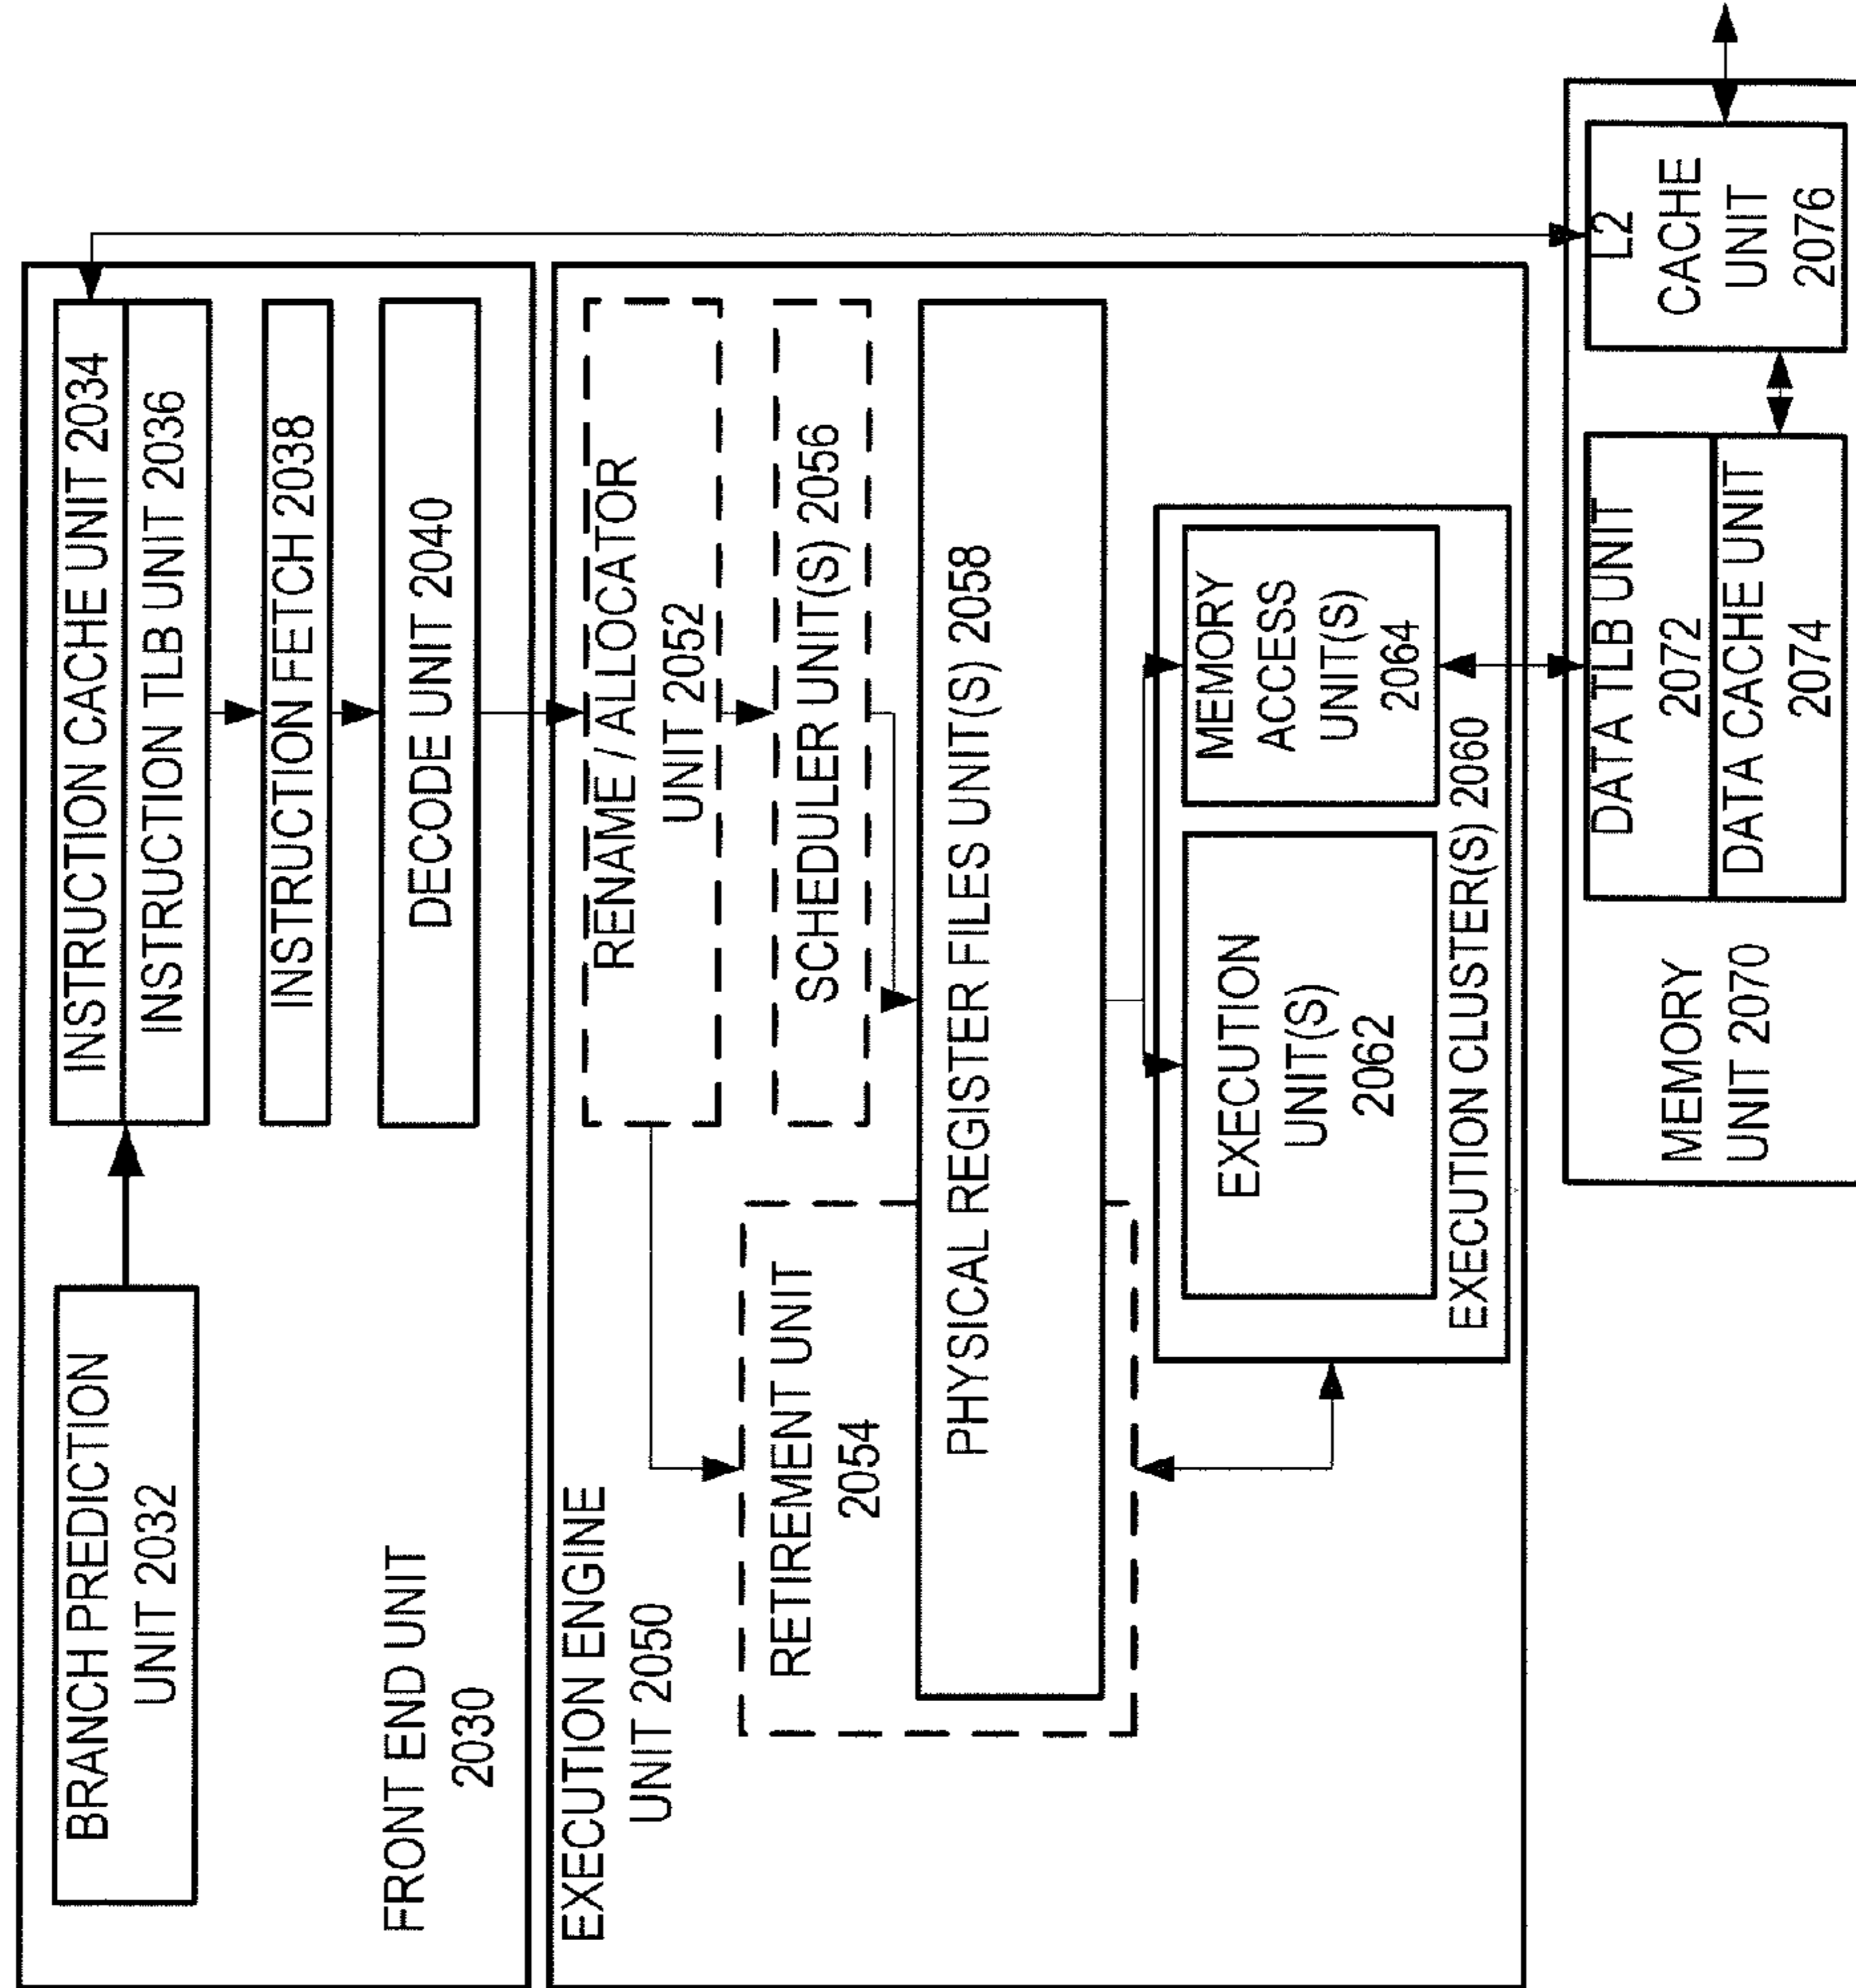 BRANCH PREDICTION
UNIT 2032
INSTRUCTION CACHE UNIT 2034
INSTRUCTION TLB UNIT 2036
INSTRUCTION FETCH 2038
FRONT END UNIT
2030
DECODE UNIT 2040
EXECUTION ENGINE
UNIT 2050
RENAME / ALLOCATOR
UNIT 2052
RETIREMENT UNIT
2054
SCHEDULER UNIT(S) 2056
PHYSICAL REGISTER FILES UNIT(S) 2058
EXECUTION
UNIT(S)
2062
MEMORY
ACCESS
UNIT(S)
2064
EXECUTION CLUSTER(S) 2060
MEMORY
UNIT 2070
DATA TLB UNIT
2072
DATA CACHE UNIT
2074
L2
CACHE
UNIT
2076